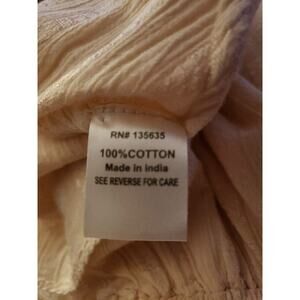 RN# 135635
100%COTTON
Made in india
SEE REVERSE FOR CARE